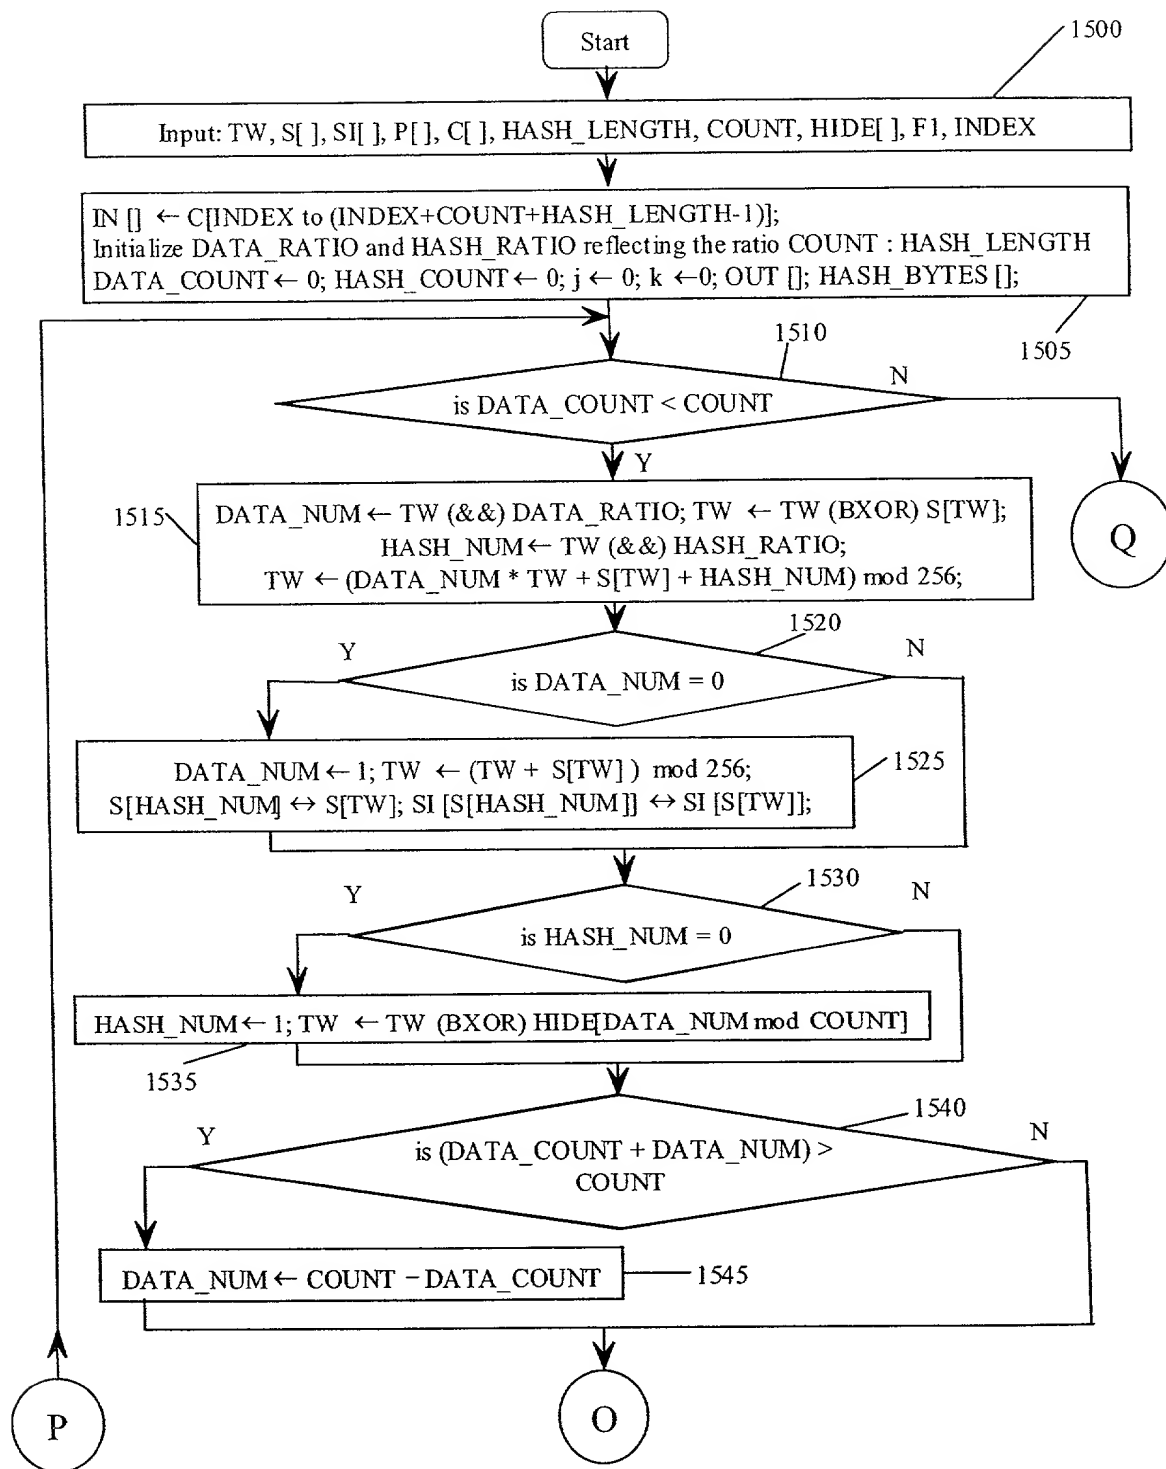 Start
1500
Input: TW, S[ ], SI[ ], P[ ], C[ ], HASH_LENGTH, COUNT, HIDE[ ], F1, INDEX
IN [] ← C[INDEX to (INDEX+COUNT+HASH_LENGTH-1)];
Initialize DATA_RATIO and HASH_RATIO reflecting the ratio COUNT : HASH_LENGTH
DATA_COUNT ← 0; HASH_COUNT ← 0; j ← 0; k ←0; OUT []; HASH_BYTES [];
1505
1510
is DATA_COUNT < COUNT
N
Y
Q
1515
DATA_NUM ← TW (&&) DATA_RATIO; TW ← TW (BXOR) S[TW];
HASH_NUM ← TW (&&) HASH_RATIO;
TW ← (DATA_NUM * TW + S[TW] + HASH_NUM) mod 256;
1520
Y
N
is DATA_NUM = 0
DATA_NUM ← 1; TW ← (TW + S[TW] ) mod 256;
S[HASH_NUM] ↔ S[TW]; SI [S[HASH_NUM]] ↔ SI [S[TW]];
1525
1530
Y
N
is HASH_NUM = 0
HASH_NUM ← 1; TW ← TW (BXOR) HIDE[DATA_NUM mod COUNT]
1535
1540
Y
N
is (DATA_COUNT + DATA_NUM) >
COUNT
DATA_NUM ← COUNT – DATA_COUNT
1545
P
O